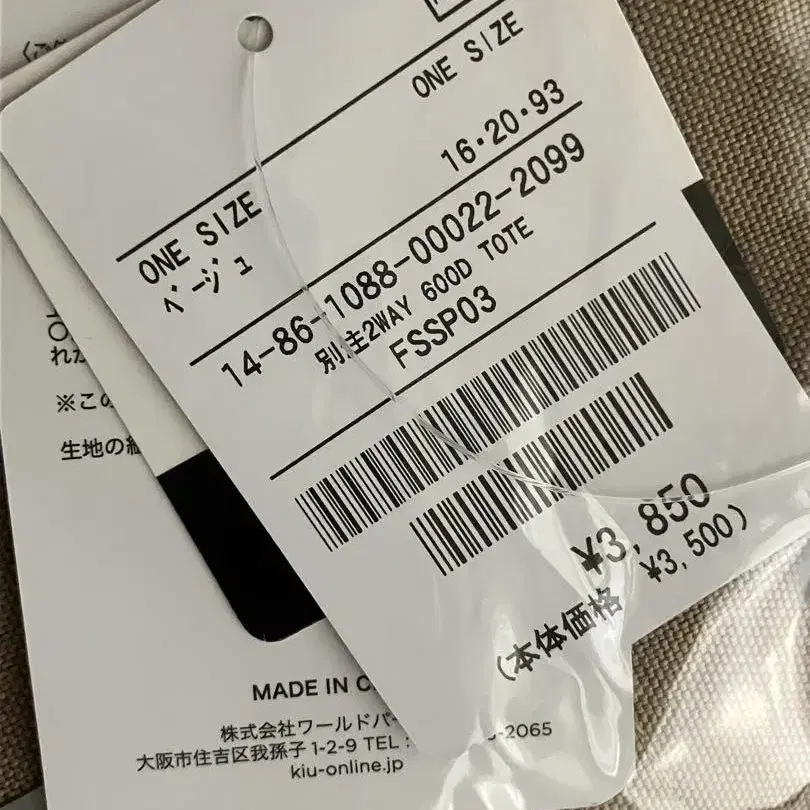 ONE SIZE
16・20・93
ONE SIZE
ベージュ
14-86-1088-00022-2099
別注2WAY 600D TOTE
FSSP03
¥3,850
(本体価格 ¥3,500)
※この
生地の
MADE IN
株式会社ワールドパ
大阪市住吉区我孫子1-2-9 TEL: -2065
kiu-online.jp